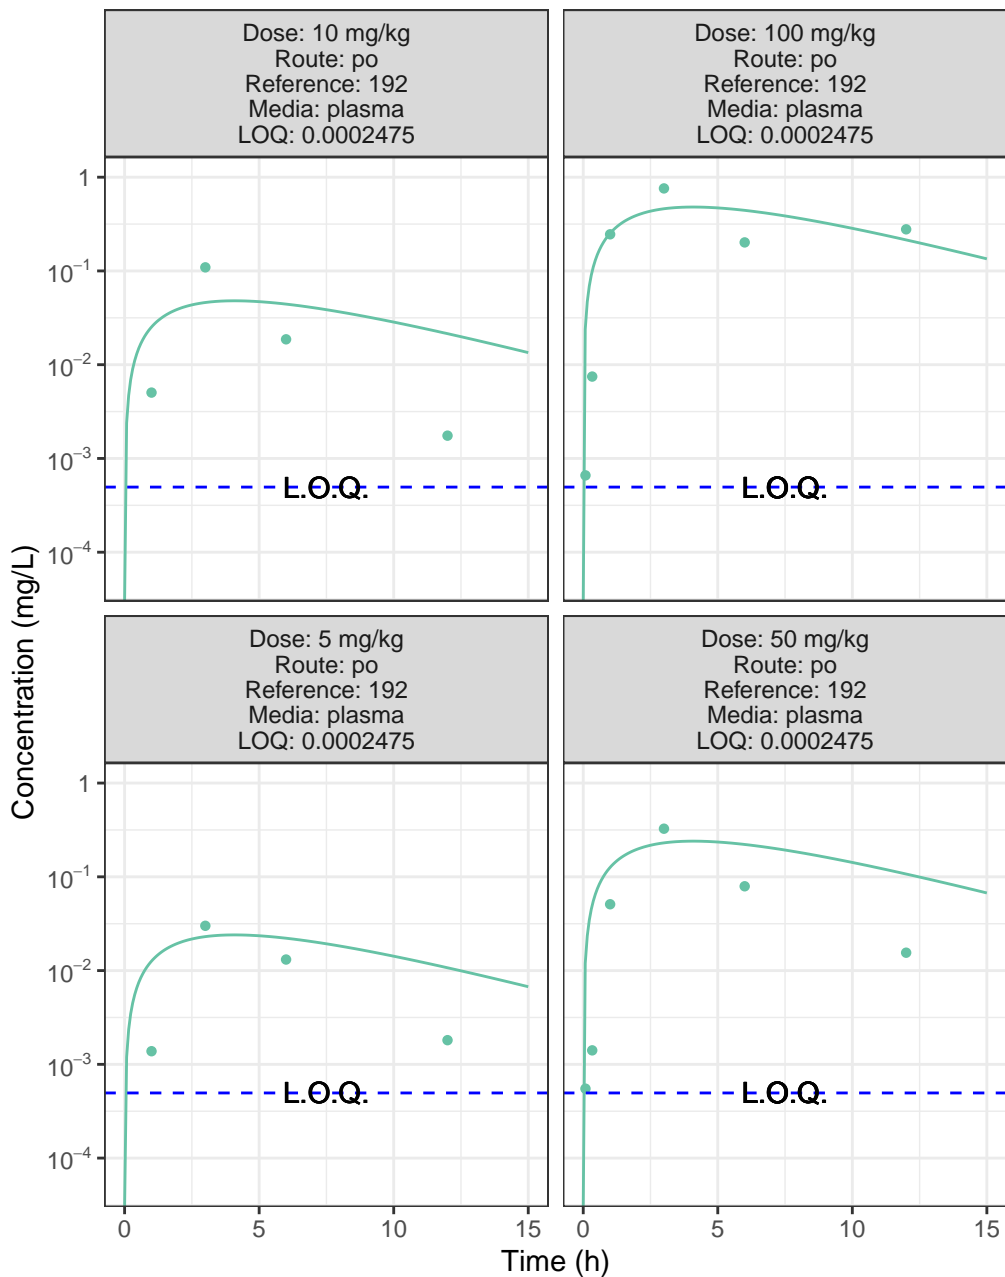 Dose: 10 mg/kg
Route: po
Reference: 192
Media: plasma
LOQ: 0.0002475
Dose: 100 mg/kg
Route: po
Reference: 192
Media: plasma
LOQ: 0.0002475
1
10⁻¹
10⁻²
10⁻³
10⁻⁴
L.O.Q.
L.O.Q.
Dose: 5 mg/kg
Route: po
Reference: 192
Media: plasma
LOQ: 0.0002475
Dose: 50 mg/kg
Route: po
Reference: 192
Media: plasma
LOQ: 0.0002475
1
10⁻¹
10⁻²
10⁻³
10⁻⁴
L.O.Q.
L.O.Q.
0 5 10 15
0 5 10 15
Time (h)
Concentration (mg/L)